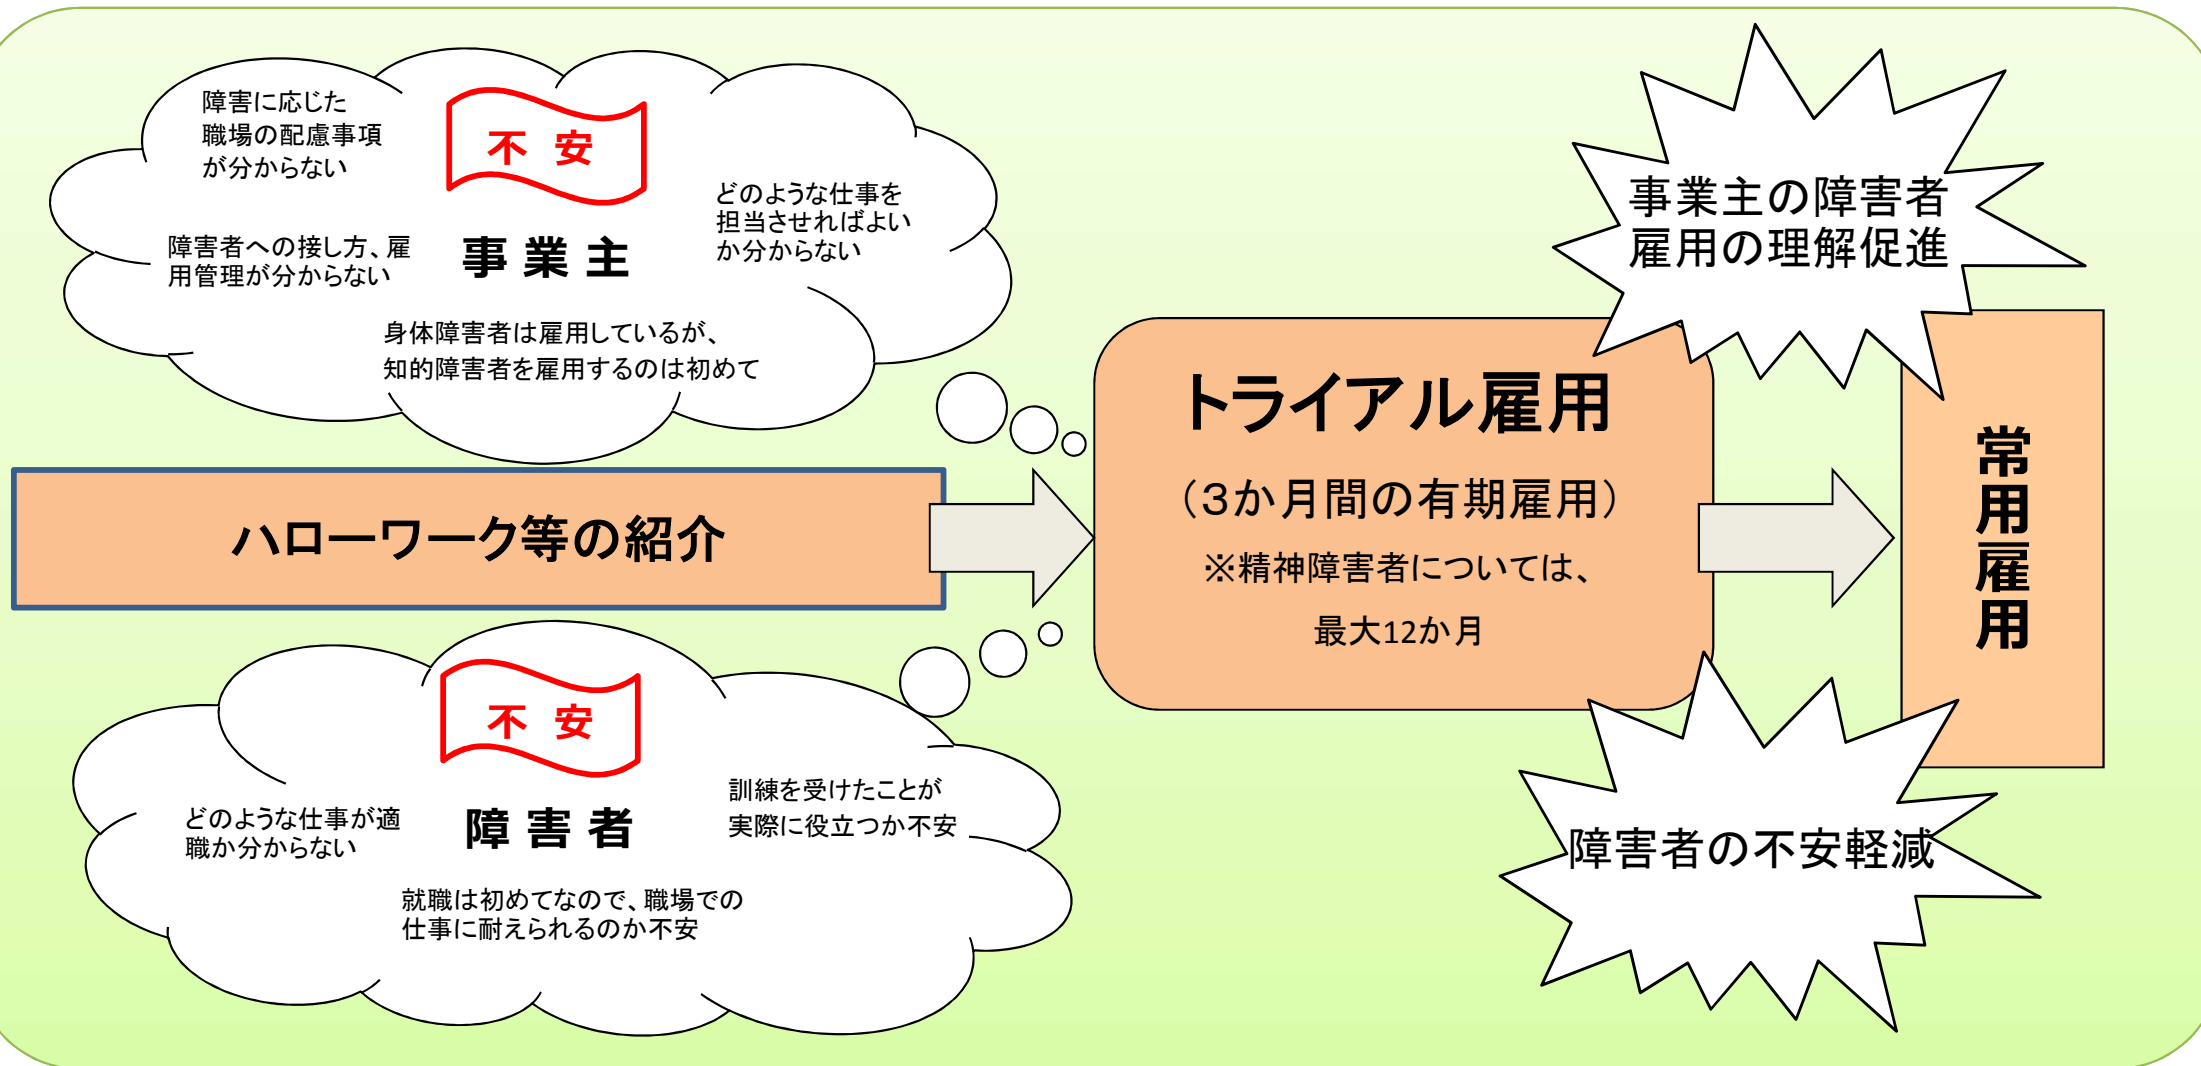 障害に応じた
職場の配慮事項
が分からない
不 安
どのような仕事を
担当させればよい
か分からない
障害者への接し方、雇
用管理が分からない
事 業 主
身体障害者は雇用しているが、
知的障害者を雇用するのは初めて
ハローワーク等の紹介
不 安
障 害 者
どのような仕事が適
職か分からない
訓練を受けたことが
実際に役立つか不安
就職は初めてなので、職場での
仕事に耐えられるのか不安
トライアル雇用
（３か月間の有期雇用）
※精神障害者については、
最大12か月
事業主の障害者
雇用の理解促進
常用雇用
障害者の不安軽減